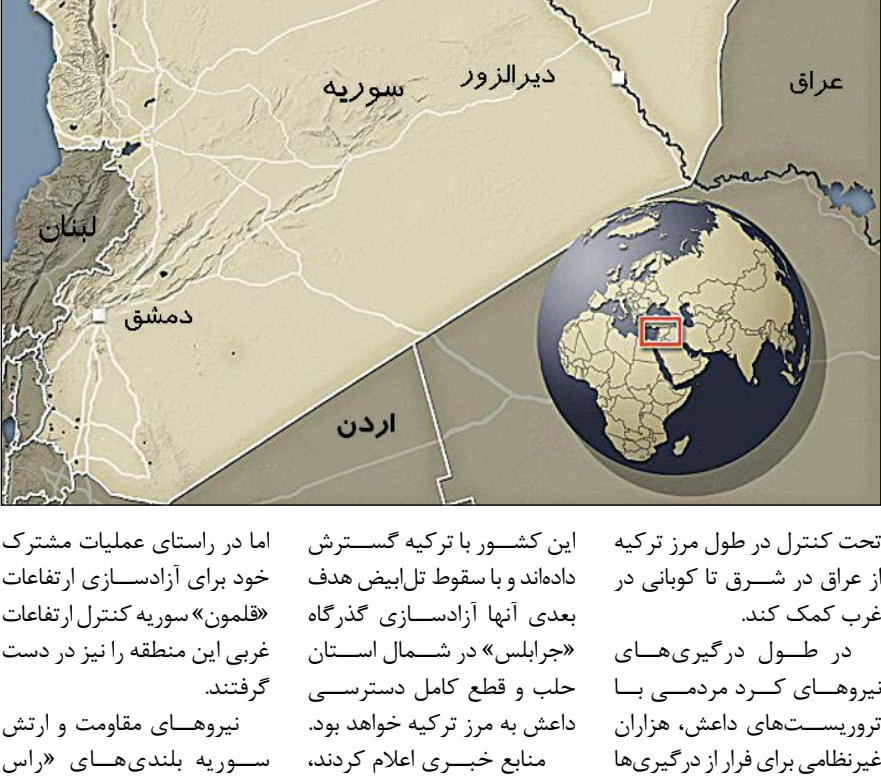 عراق
دیرالزور
سوریه
لبنان
دمشق
اردن
تحت کنترل در طول مرز ترکیه
از عراق در شرق تا کوبانی در
غرب کمک کند.
در طول درگیری‌های
نیروهای کرد مردمی با
تروریست‌های داعش، هزاران
غیرنظامی برای فرار از درگیری‌ها
این کشور با ترکیه گسترش
داده‌اند و با سقوط تل‌ابیض هدف
بعدی آنها آزادسازی گذرگاه
«جرابلس» در شمال استان
حلب و قطع کامل دسترسی
داعش به مرز ترکیه خواهد بود.
منابع خبری اعلام کردند،
اما در راستای عملیات مشترک
خود برای آزادسازی ارتفاعات
«قلمون» سوریه کنترل ارتفاعات
غربی این منطقه را نیز در دست
گرفتند.
نیروهای مقاومت و ارتش
سوریه بلندی‌های «راس